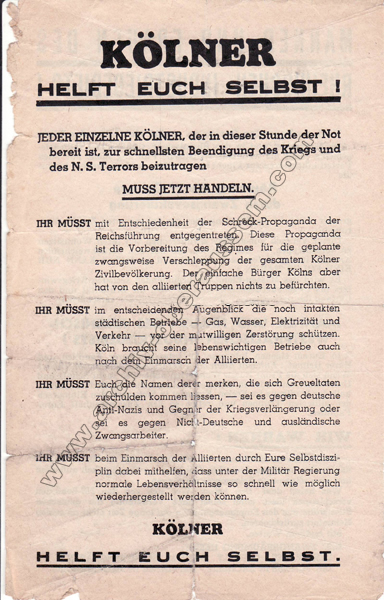 KÖLNER
HELFT EUCH SELBST !
JEDER EINZELNE KÖLNER, der in dieser Stunde der Not
bereit ist, zur schnellsten Beendigung des Kriegs und
des N. S. Terrors beizutragen
MUSS JETZT HANDELN.
IHR MÜSST mit Entschiedenheit der Schreck-Propaganda der
Reichsführung entgegentreten. Diese Propaganda
ist die Vorbereitung des Regimes für die geplante
zwangsweise Verschleppung der gesamten Kölner
Zivilbevölkerung. Der einfache Bürger Kölns aber
hat von den alliierten Truppen nichts zu befürchten.
IHR MÜSST im entscheidenden Augenblick die noch intakten
städtischen Betriebe — Gas, Wasser, Elektrizität und
Verkehr — vor der mutwilligen Zerstörung schützen.
Köln braucht seine lebenswichtigen Betriebe auch
nach dem Einmarsch der Alliierten.
IHR MÜSST Euch die Namen derer merken, die sich Greueltaten
zuschulden kommen liessen, — sei es gegen deutsche
Anti-Nazis und Gegner der Kriegsverlängerung oder
sei es gegen Nicht-Deutsche und ausländische
Zwangsarbeiter.
IHR MÜSST beim Einmarsch der Alliierten durch Eure Selbstdiszi-
plin dabei mithelfen, dass unter der Militär Regierung
normale Lebensverhältnisse so schnell wie möglich
wiederhergestellt werden können.
KÖLNER
HELFT EUCH SELBST.